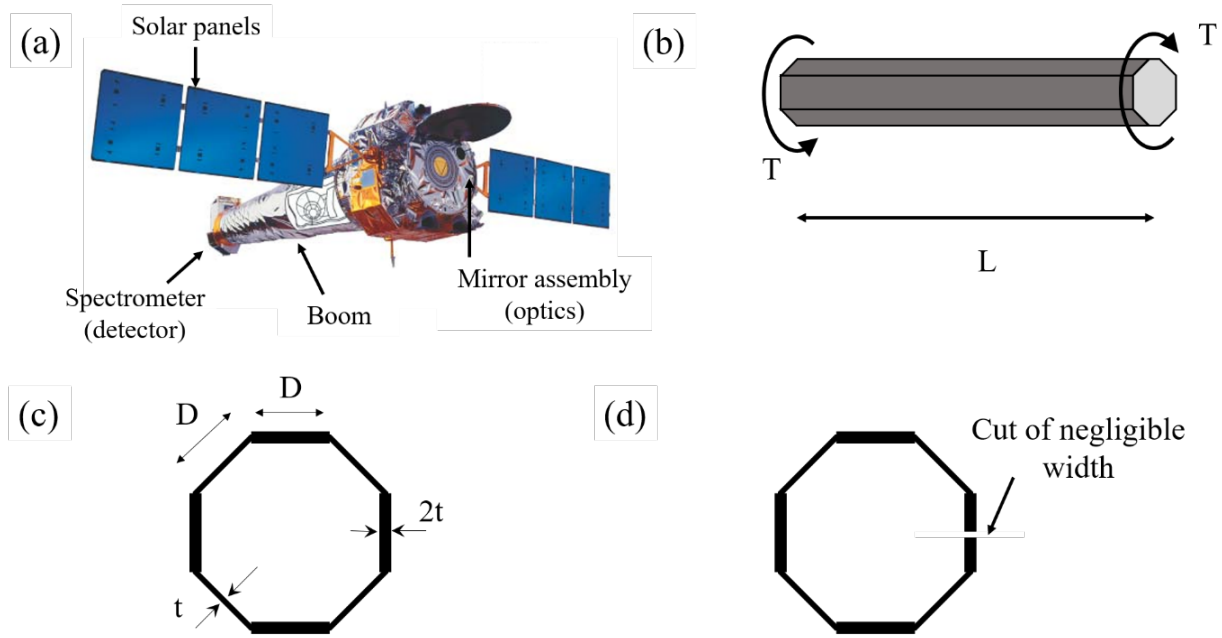 (a)
Solar panels
Spectrometer
(detector)
Boom
Mirror assembly
(optics)
(b)
T
T
L
(c)
D
D
2t
t
(d)
Cut of negligible
width